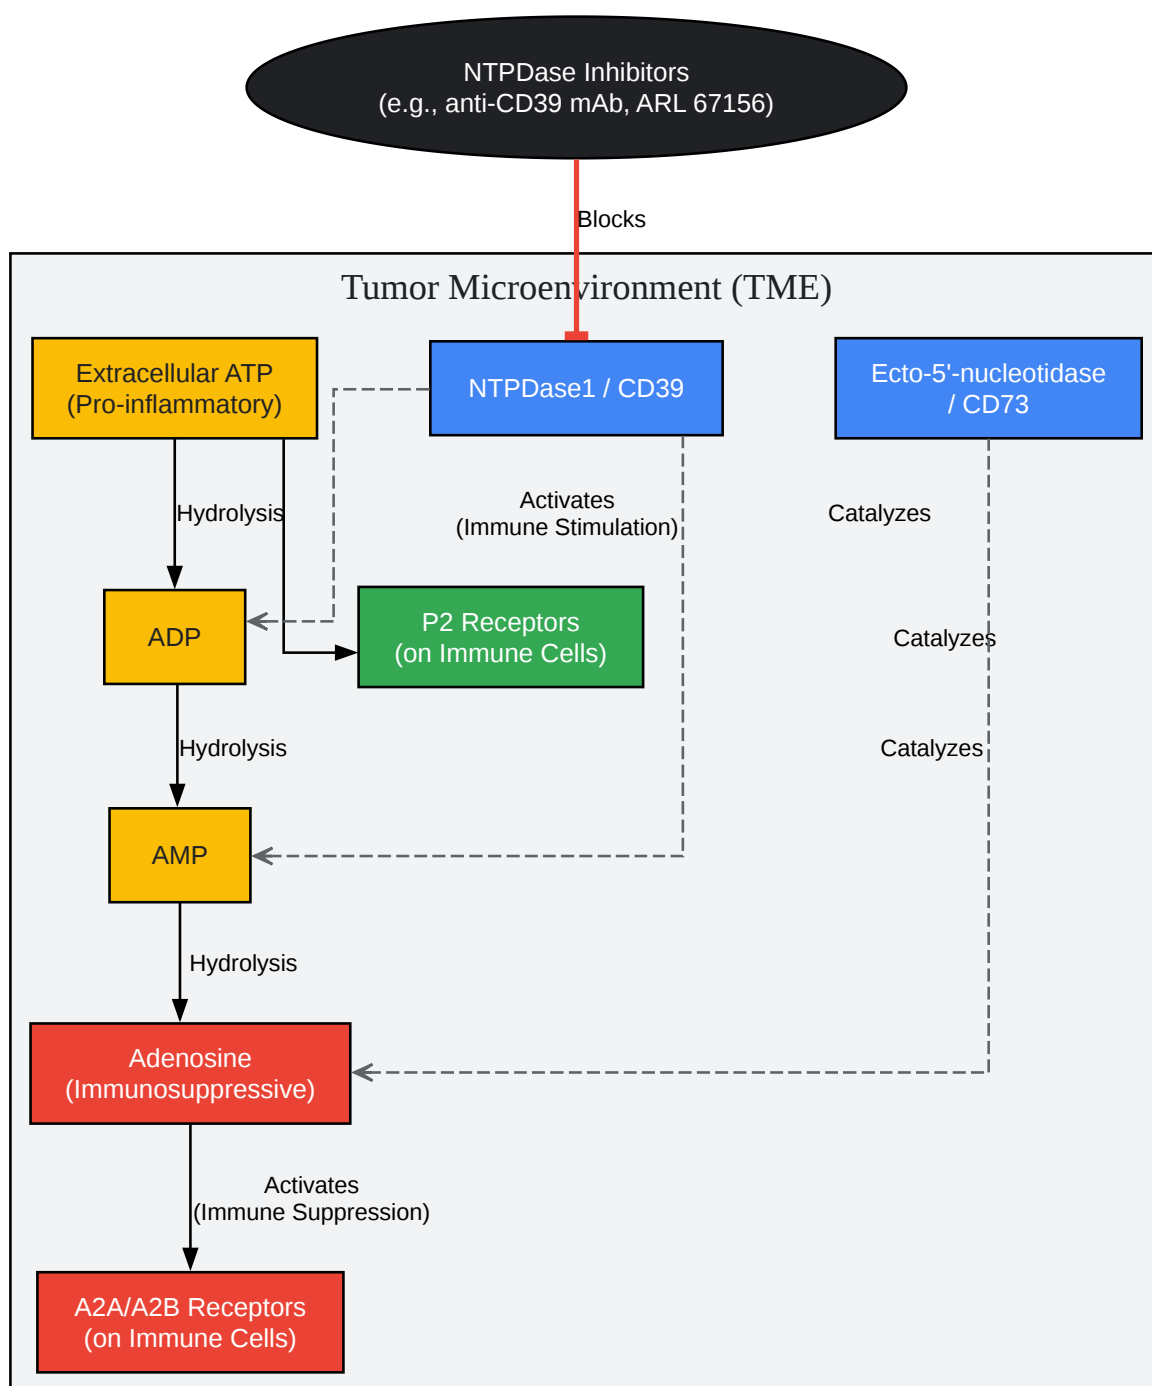 NTPDase Inhibitors
(e.g., anti-CD39 mAb, ARL 67156)
Blocks
Tumor Microenvironment (TME)
Extracellular ATP
(Pro-inflammatory)
NTPDase1 / CD39
Ecto-5'-nucleotidase
/ CD73
Hydrolysis
Activates
(Immune Stimulation)
Catalyzes
ADP
P2 Receptors
(on Immune Cells)
Catalyzes
Hydrolysis
Catalyzes
AMP
Hydrolysis
Adenosine
(Immunosuppressive)
Activates
(Immune Suppression)
A2A/A2B Receptors
(on Immune Cells)